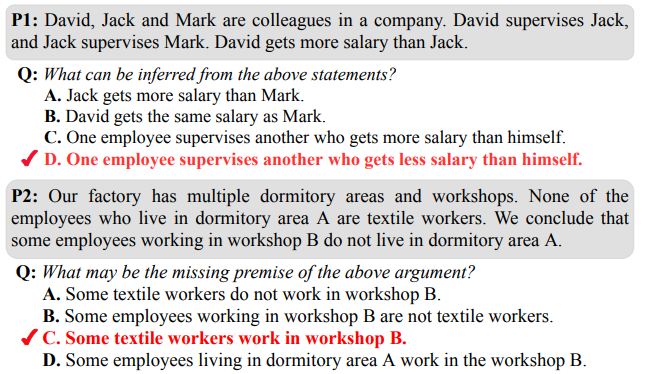 P1: David, Jack and Mark are colleagues in a company. David supervises Jack,
and Jack supervises Mark. David gets more salary than Jack.
Q: What can be inferred from the above statements?
A. Jack gets more salary than Mark.
B. David gets the same salary as Mark.
C. One employee supervises another who gets more salary than himself.
✓ D. One employee supervises another who gets less salary than himself.
P2: Our factory has multiple dormitory areas and workshops. None of the
employees who live in dormitory area A are textile workers. We conclude that
some employees working in workshop B do not live in dormitory area A.
Q: What may be the missing premise of the above argument?
A. Some textile workers do not work in workshop B.
B. Some employees working in workshop B are not textile workers.
✓ C. Some textile workers work in workshop B.
D. Some employees living in dormitory area A work in the workshop B.